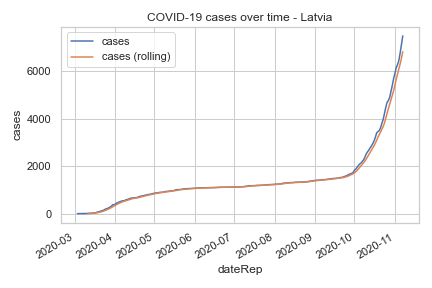 COVID-19 cases over time - Latvia
cases
cases (rolling)
6000
4000
2000
0
cases
2020-03
2020-04
2020-05
2020-06
2020-07
2020-08
2020-09
2020-10
2020-11
dateRep